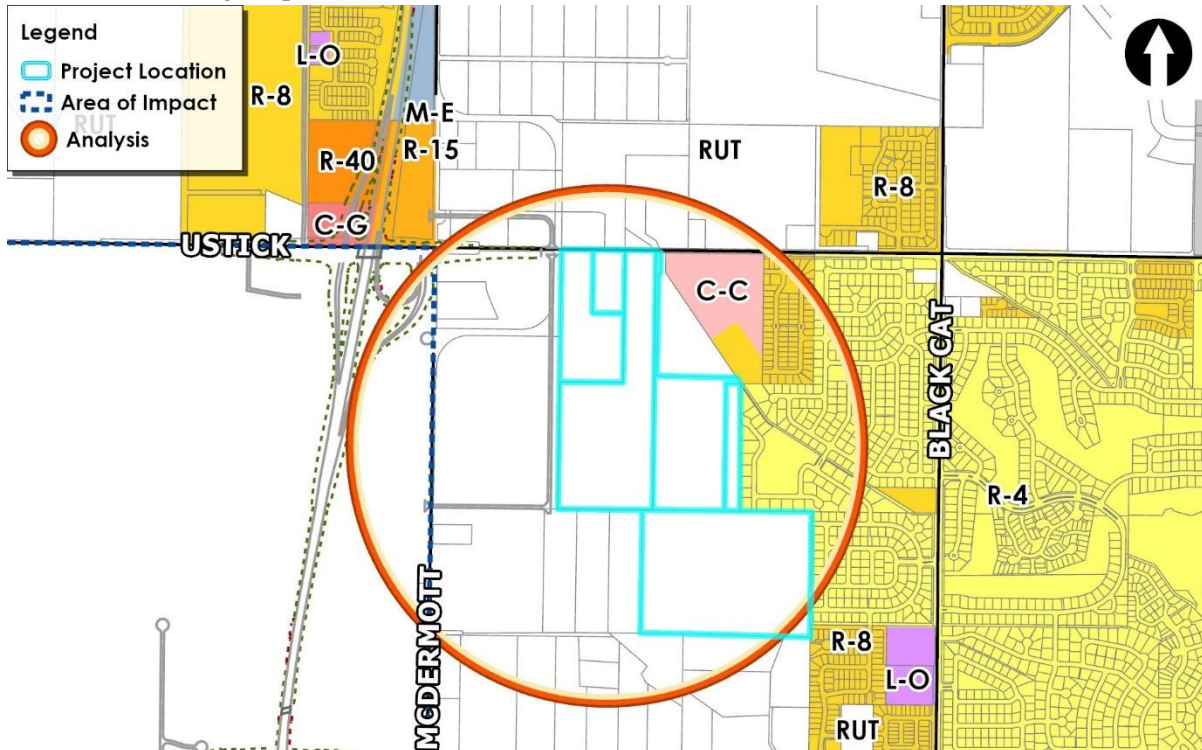 Legend
Project Location
Area of Impact
Analysis
L-O
R-8
RUT
M-E
R-40
R-15
RUT
R-8
C-G
USTICK
C-C
BLACK CAT
R-4
MCDERMOTT
R-8
L-O
RUT